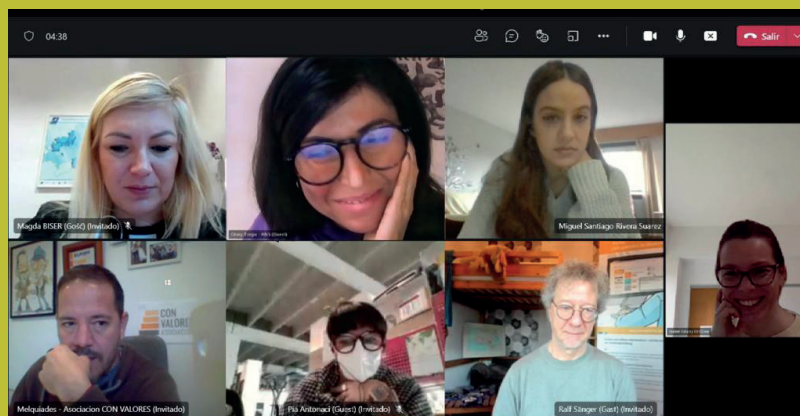 04:38
Salir
Magda BISER (Gość) (Invitado)
Miguel Santiago Rivera Suarez
CON
VALORES
Melquiades - Asociacion CON VALORES (Invitado)
Pia Antonaci (Guest) (Invitado)
Ralf Sänger (Gast) (Invitado)